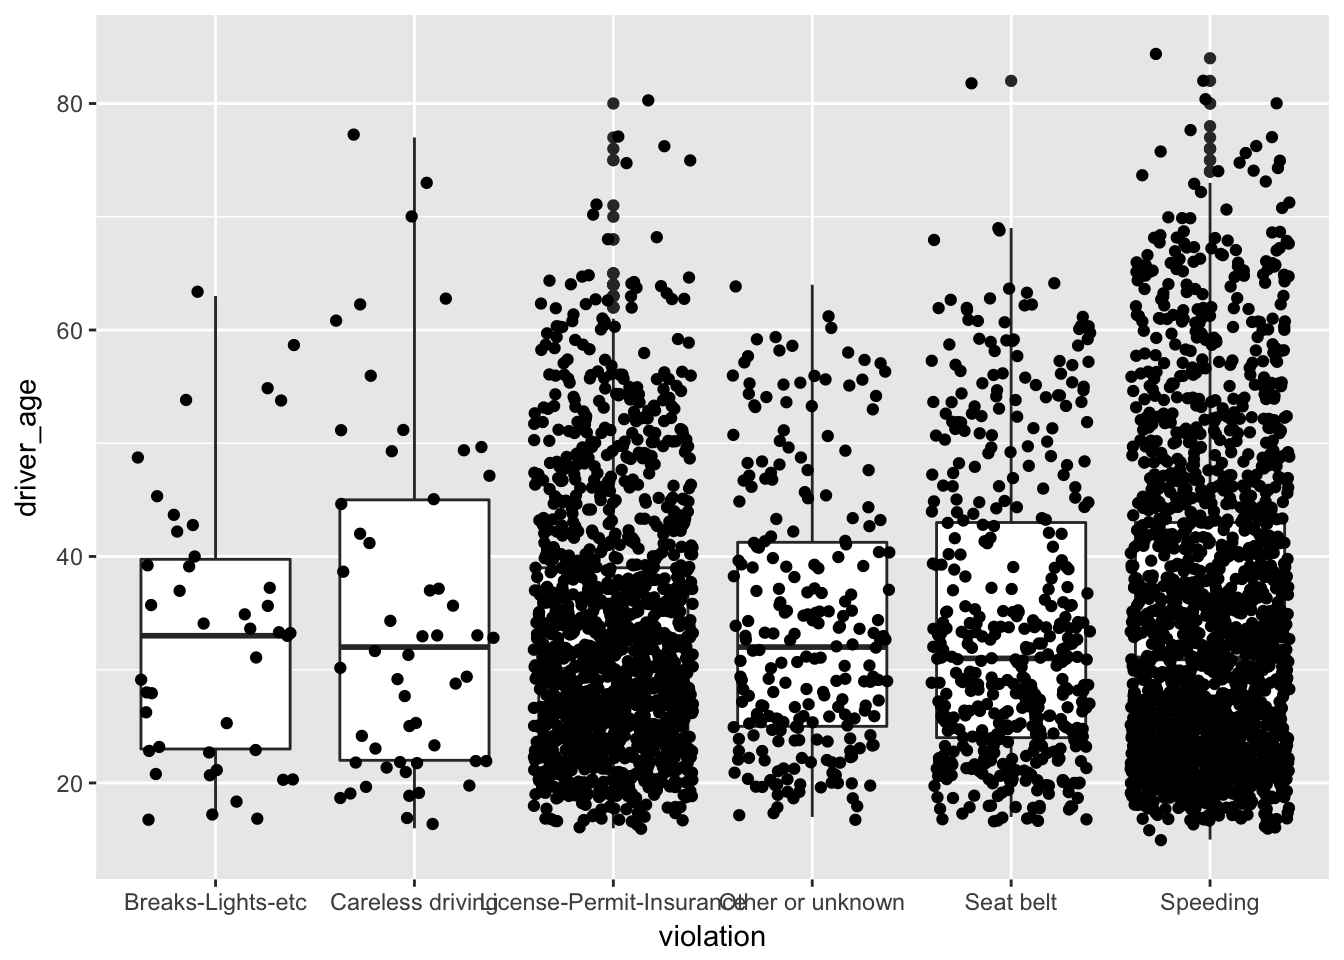 driver_age
80
60
40
20
Breaks-Lights-etc Careless driving License-Permit-Insurance Other or unknown Seat belt Speeding
violation